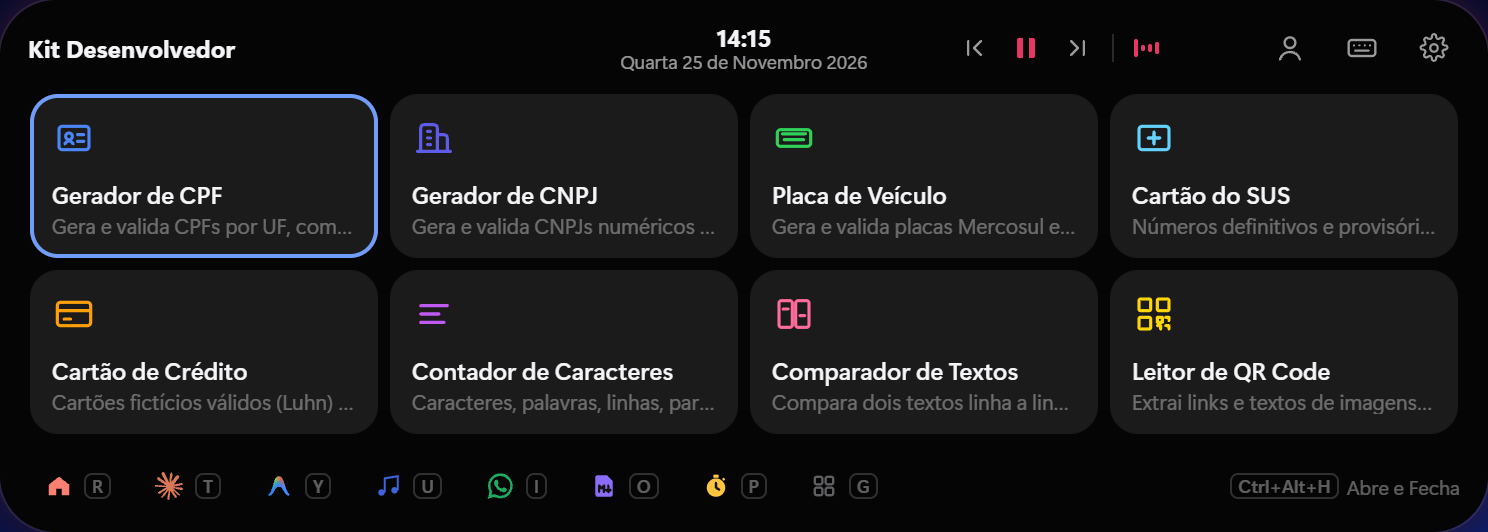 Kit Desenvolvedor
14:15
Quarta 25 de Novembro 2026
Gerador de CPF
Gera e valida CPFs por UF, com...
Gerador de CNPJ
Gera e valida CNPJs numéricos ...
Placa de Veículo
Gera e valida placas Mercosul e...
Cartão do SUS
Números definitivos e provisóri...
Cartão de Crédito
Cartões fictícios válidos (Luhn) ...
Contador de Caracteres
Caracteres, palavras, linhas, par...
Comparador de Textos
Compara dois textos linha a lin...
Leitor de QR Code
Extrai links e textos de imagens...
R T Y U I M↓ O P G Ctrl+Alt+H Abre e Fecha